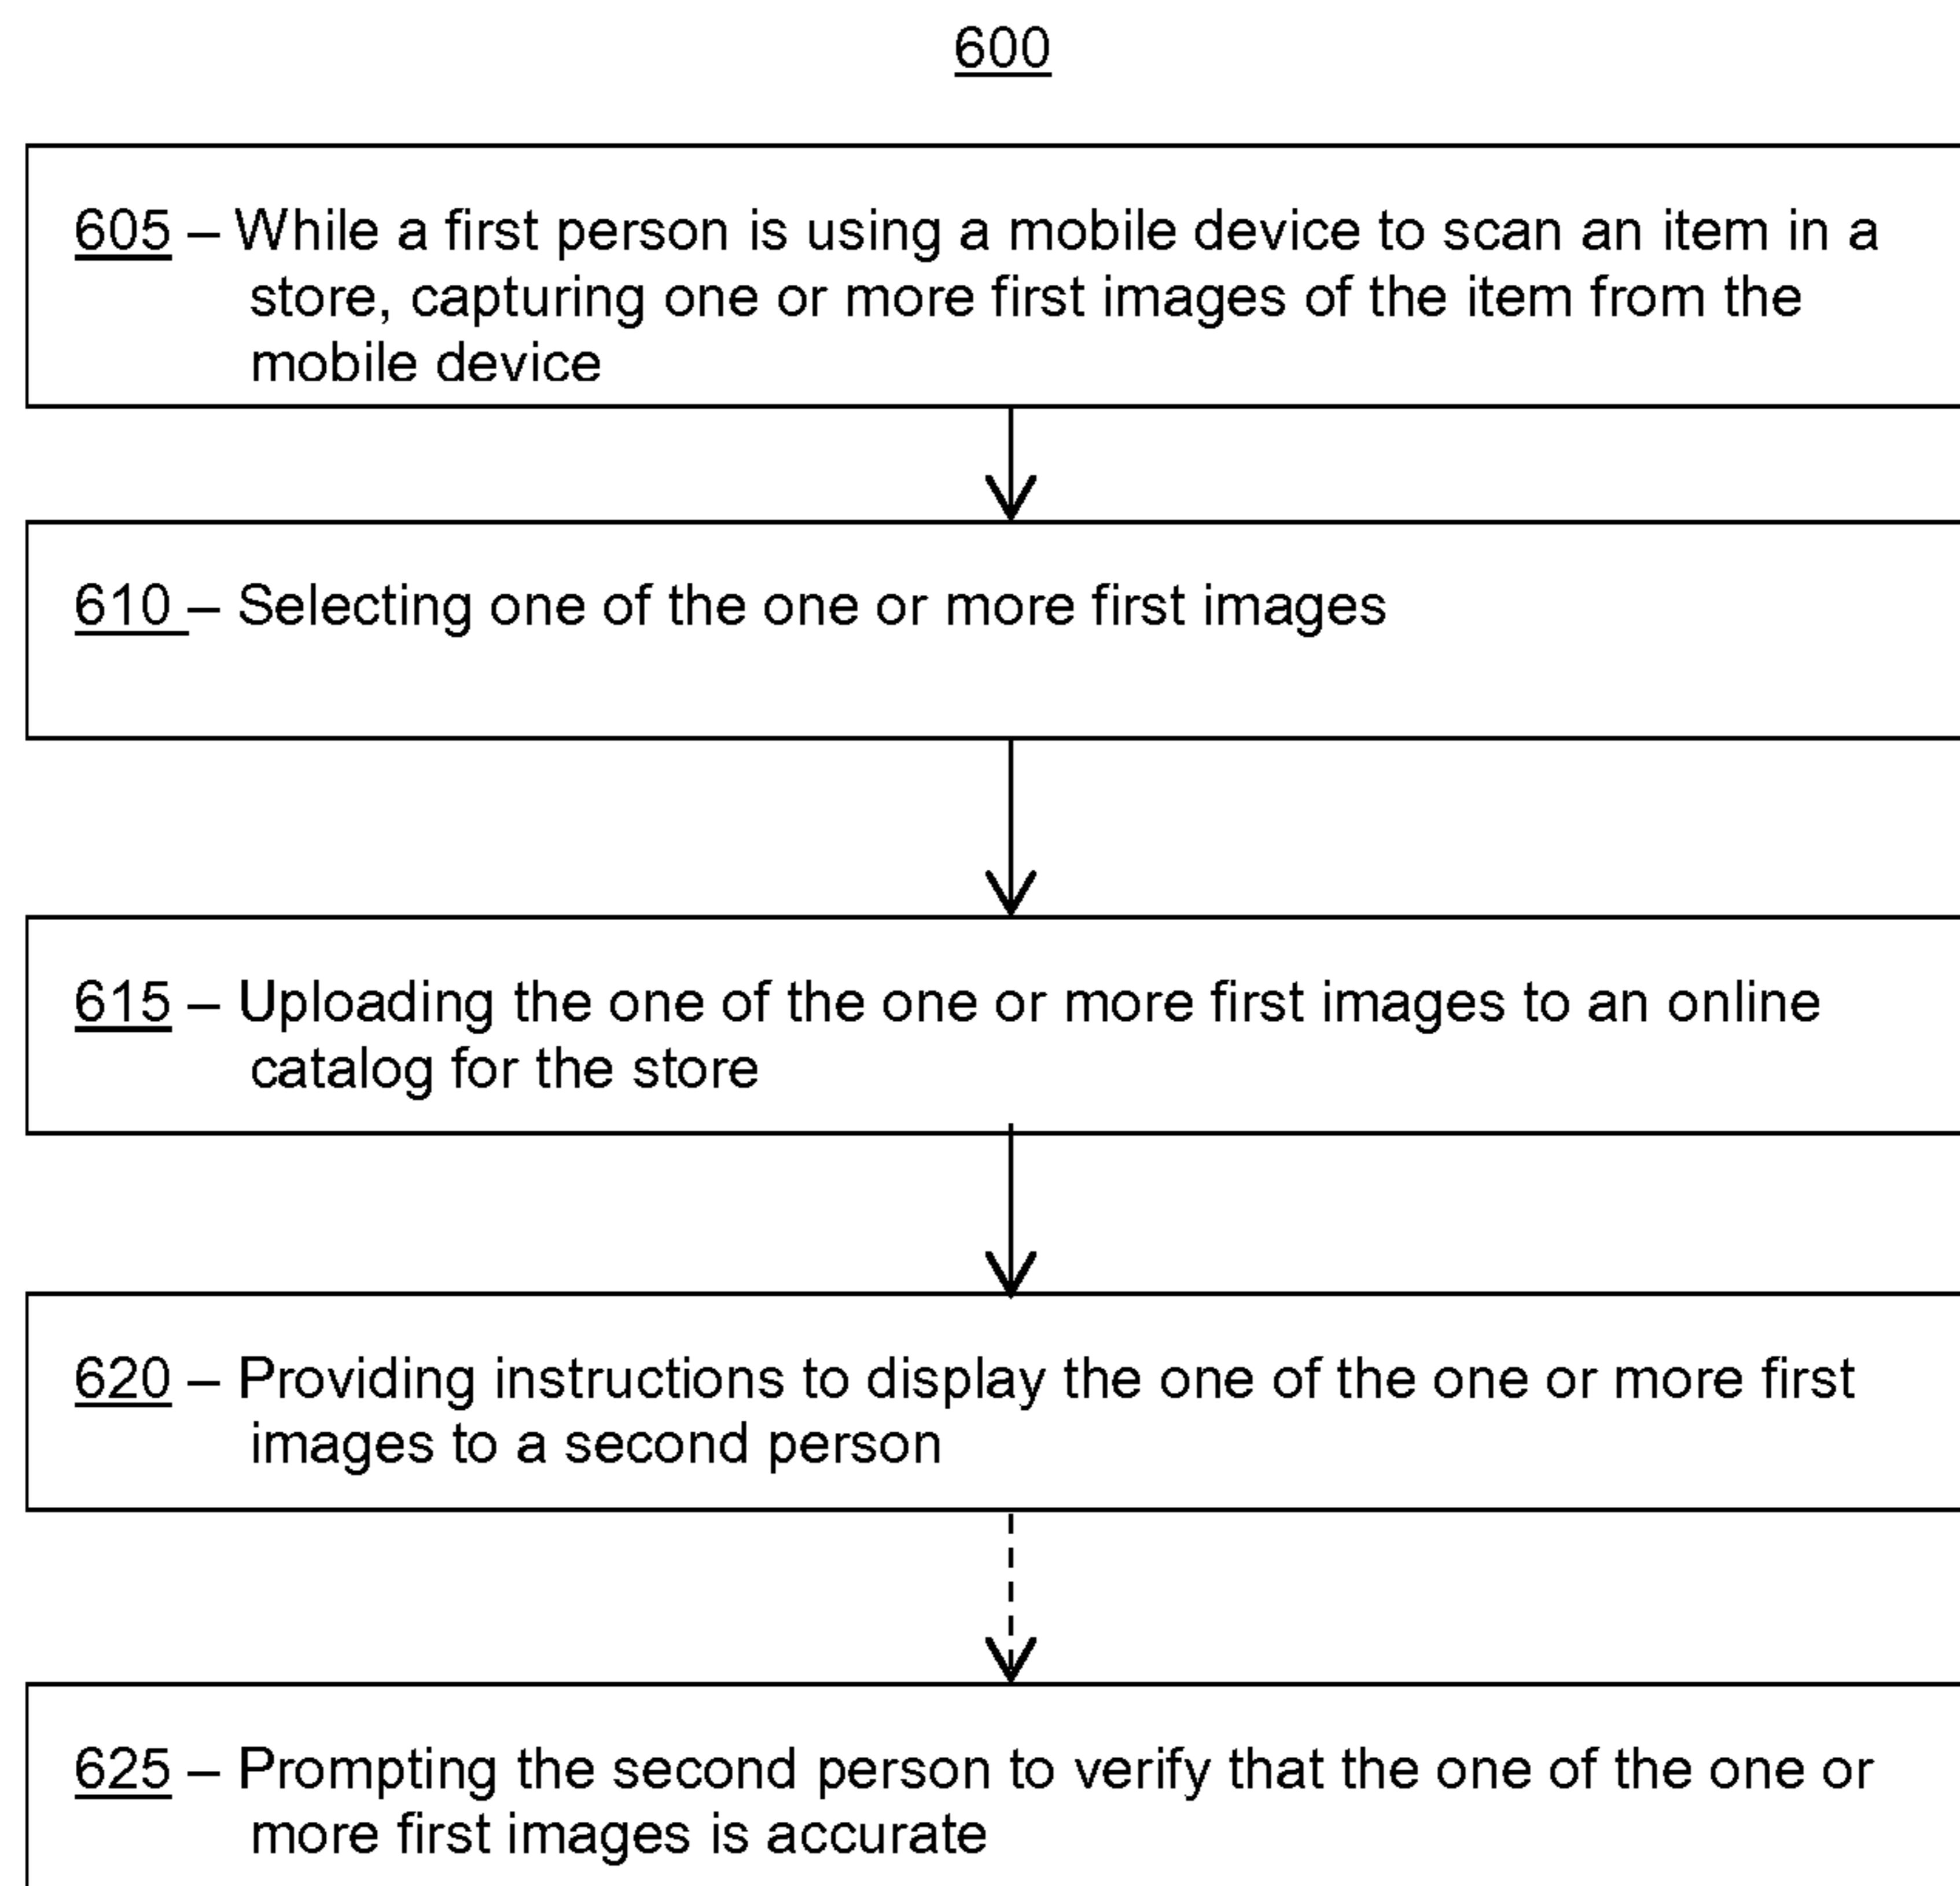 600
605 – While a first person is using a mobile device to scan an item in a
store, capturing one or more first images of the item from the
mobile device
610 – Selecting one of the one or more first images
615 – Uploading the one of the one or more first images to an online
catalog for the store
620 – Providing instructions to display the one of the one or more first
images to a second person
625 – Prompting the second person to verify that the one of the one or
more first images is accurate